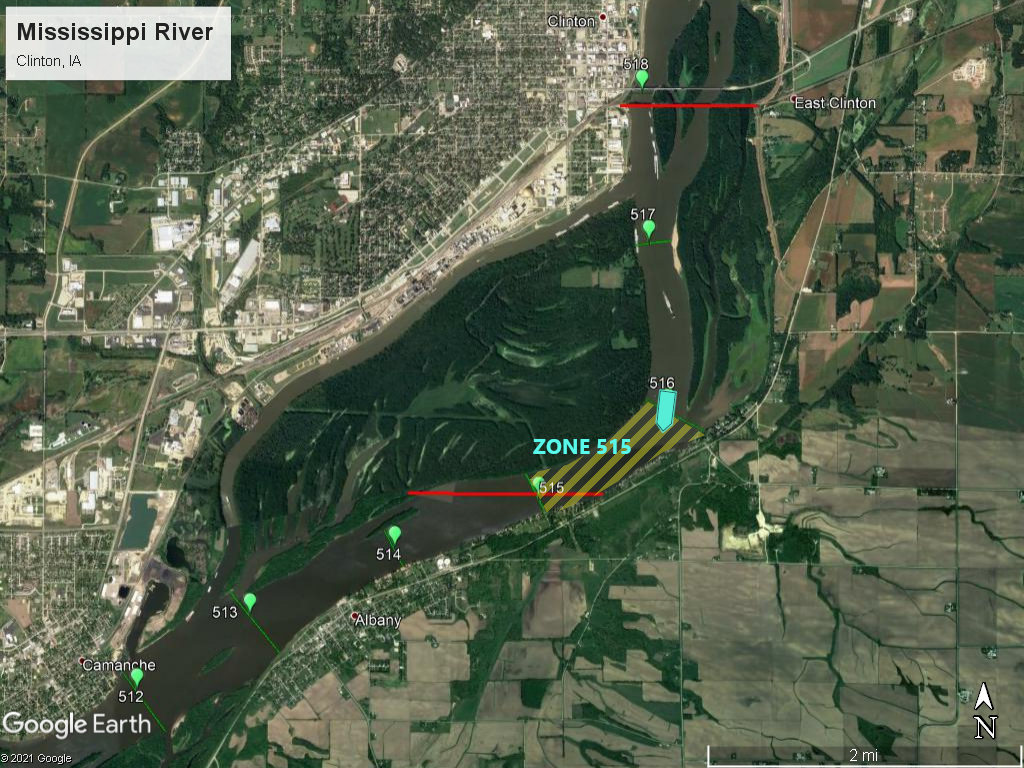 Mississippi River
Clinton, IA
Clinton
518
East Clinton
517
516
ZONE 515
515
514
513
Albany
Camanche
512
Google Earth
N
2 mi
© 2021 Google